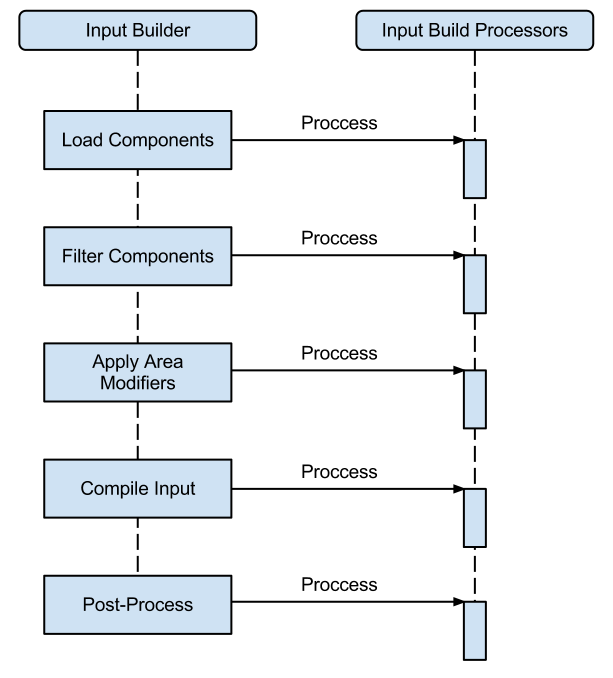 Input Builder
Input Build Processors
Load Components
Proccess
Filter Components
Proccess
Apply Area
Modifiers
Proccess
Compile Input
Proccess
Post-Process
Proccess